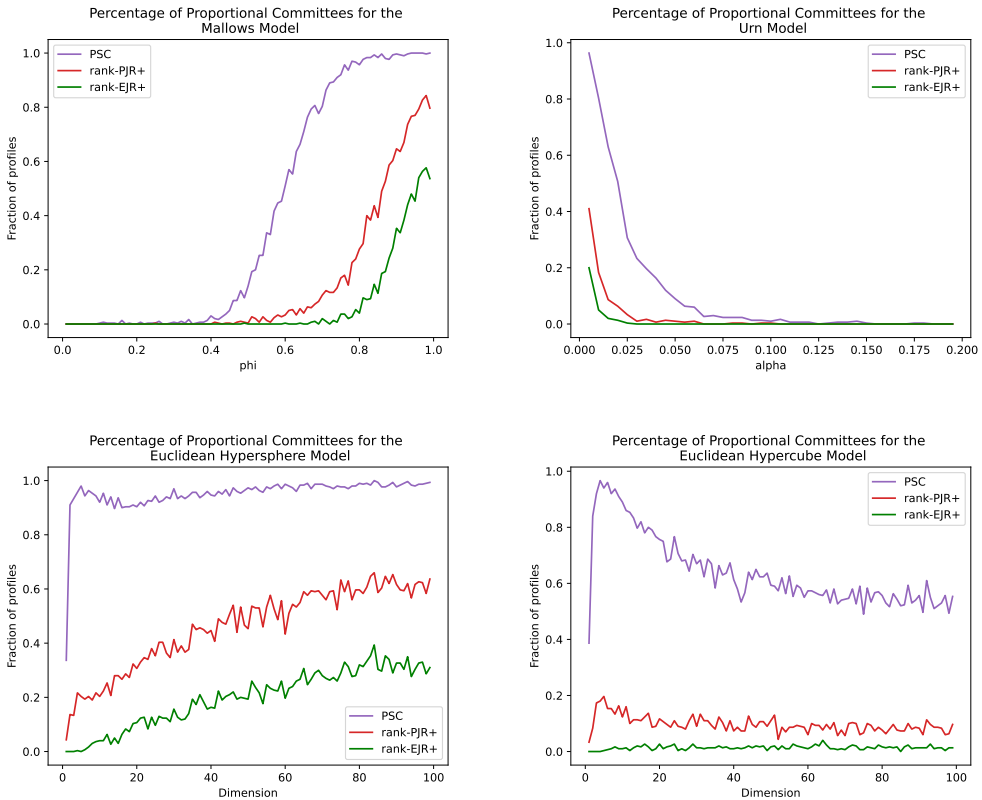 Percentage of Proportional Committees for the
Mallows Model
PSC
rank-PJR+
rank-EJR+
1.0
0.8
0.6
0.4
0.2
0.0
Fraction of profiles
0.0 0.2 0.4 0.6 0.8 1.0
phi
Percentage of Proportional Committees for the
Urn Model
PSC
rank-PJR+
rank-EJR+
1.0
0.8
0.6
0.4
0.2
0.0
Fraction of profiles
0.000 0.025 0.050 0.075 0.100 0.125 0.150 0.175 0.200
alpha
Percentage of Proportional Committees for the
Euclidean Hypersphere Model
1.0
0.8
0.6
0.4
0.2
0.0
Fraction of profiles
PSC
rank-PJR+
rank-EJR+
0 20 40 60 80 100
Dimension
Percentage of Proportional Committees for the
Euclidean Hypercube Model
PSC
rank-PJR+
rank-EJR+
1.0
0.8
0.6
0.4
0.2
0.0
Fraction of profiles
0 20 40 60 80 100
Dimension